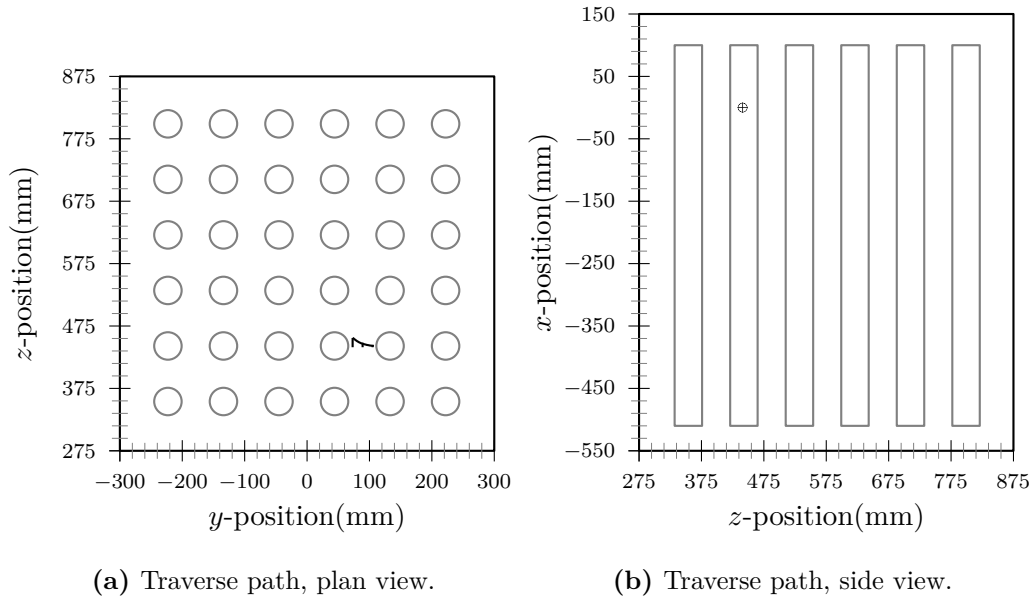 875
775
675
575
475
375
275
−300 −200 −100 0 100 200 300
z-position(mm)
y-position(mm)
7
(a) Traverse path, plan view.
150
50
−50
−150
−250
−350
−450
−550
275 375 475 575 675 775 875
x-position(mm)
z-position(mm)
(b) Traverse path, side view.